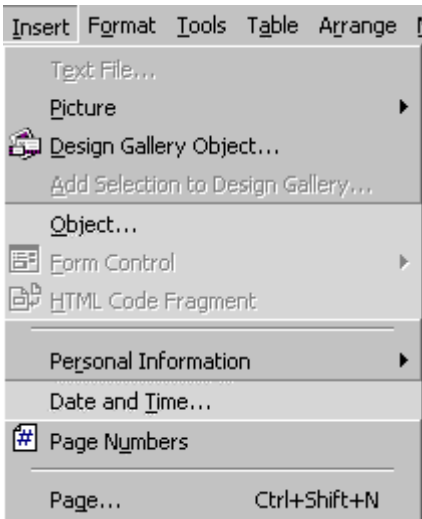 Insert Format Tools Table Arrange
Text File...
Picture
Design Gallery Object...
Add Selection to Design Gallery...
Object...
Form Control
HTML Code Fragment
Personal Information
Date and Time...
# Page Numbers
Page... Ctrl+Shift+N